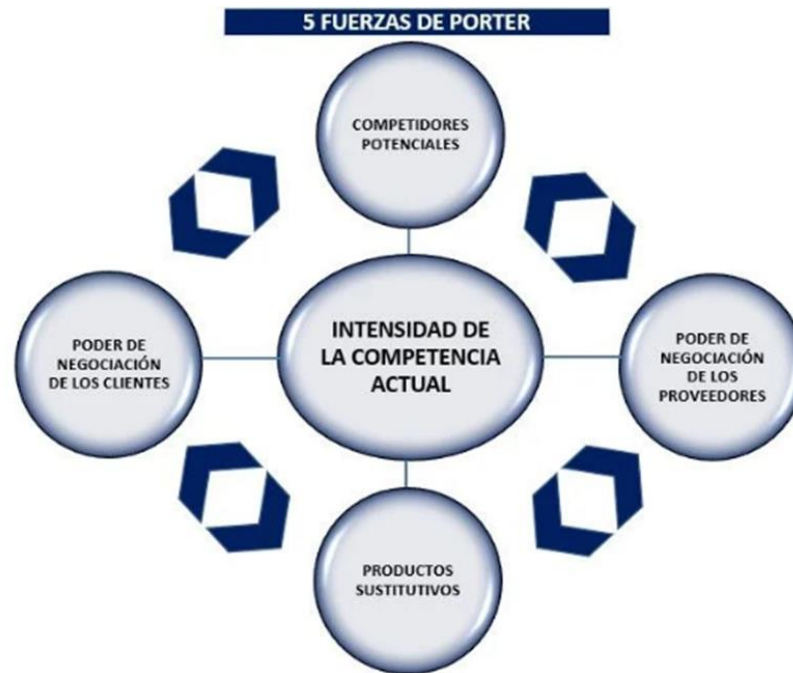 5 FUERZAS DE PORTER
COMPETIDORES
POTENCIALES
PODER DE
NEGOCIACIÓN
DE LOS CLIENTES
INTENSIDAD DE
LA COMPETENCIA
ACTUAL
PODER DE
NEGOCIACIÓN
DE LOS
PROVEEDORES
PRODUCTOS
SUSTITUTIVOS